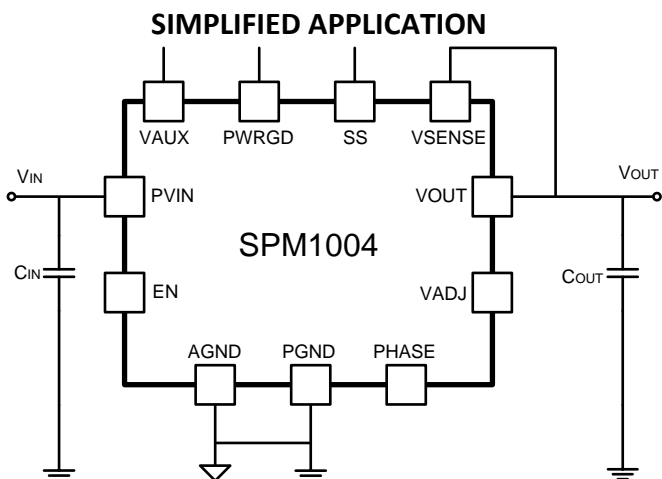 SIMPLIFIED APPLICATION
VAUX PWRGD SS VSENSE
VIN PVIN VOUT VOUT
SPM1004
CIN EN VADJ COUT
AGND PGND PHASE